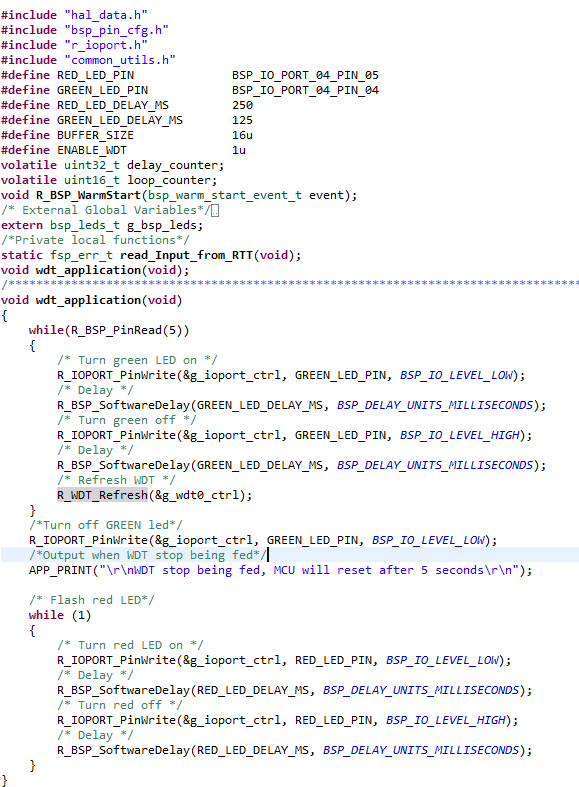 #include "hal_data.h"
#include "bsp_pin_cfg.h"
#include "r_ioport.h"
#include "common_utils.h"
#define RED_LED_PIN              BSP_IO_PORT_04_PIN_05
#define GREEN_LED_PIN            BSP_IO_PORT_04_PIN_04
#define RED_LED_DELAY_MS         250
#define GREEN_LED_DELAY_MS       125
#define BUFFER_SIZE              16u
#define ENABLE_WDT               1u
volatile uint32_t delay_counter;
volatile uint16_t loop_counter;
void R_BSP_WarmStart(bsp_warm_start_event_t event);
/* External Global Variables*/
extern bsp_leds_t g_bsp_leds;
/*Private local functions*/
static fsp_err_t read_Input_from_RTT(void);
void wdt_application(void);
/*******************************************************************************
void wdt_application(void)
{
    while(R_BSP_PinRead(5))
    {
        /* Turn green LED on */
        R_IOPORT_PinWrite(&g_ioport_ctrl, GREEN_LED_PIN, BSP_IO_LEVEL_LOW);
        /* Delay */
        R_BSP_SoftwareDelay(GREEN_LED_DELAY_MS, BSP_DELAY_UNITS_MILLISECONDS);
        /* Turn green off */
        R_IOPORT_PinWrite(&g_ioport_ctrl, GREEN_LED_PIN, BSP_IO_LEVEL_HIGH);
        /* Delay */
        R_BSP_SoftwareDelay(GREEN_LED_DELAY_MS, BSP_DELAY_UNITS_MILLISECONDS);
        /* Refresh WDT */
        R_WDT_Refresh(&g_wdt0_ctrl);
    }
    /*Turn off GREEN led*/
    R_IOPORT_PinWrite(&g_ioport_ctrl, GREEN_LED_PIN, BSP_IO_LEVEL_LOW);
    /*Output when WDT stop being fed*/
    APP_PRINT("\r\nWDT stop being fed, MCU will reset after 5 seconds\r\n");

    /* Flash red LED*/
    while (1)
    {
        /* Turn red LED on */
        R_IOPORT_PinWrite(&g_ioport_ctrl, RED_LED_PIN, BSP_IO_LEVEL_LOW);
        /* Delay */
        R_BSP_SoftwareDelay(RED_LED_DELAY_MS, BSP_DELAY_UNITS_MILLISECONDS);
        /* Turn red off */
        R_IOPORT_PinWrite(&g_ioport_ctrl, RED_LED_PIN, BSP_IO_LEVEL_HIGH);
        /* Delay */
        R_BSP_SoftwareDelay(RED_LED_DELAY_MS, BSP_DELAY_UNITS_MILLISECONDS);
    }
}